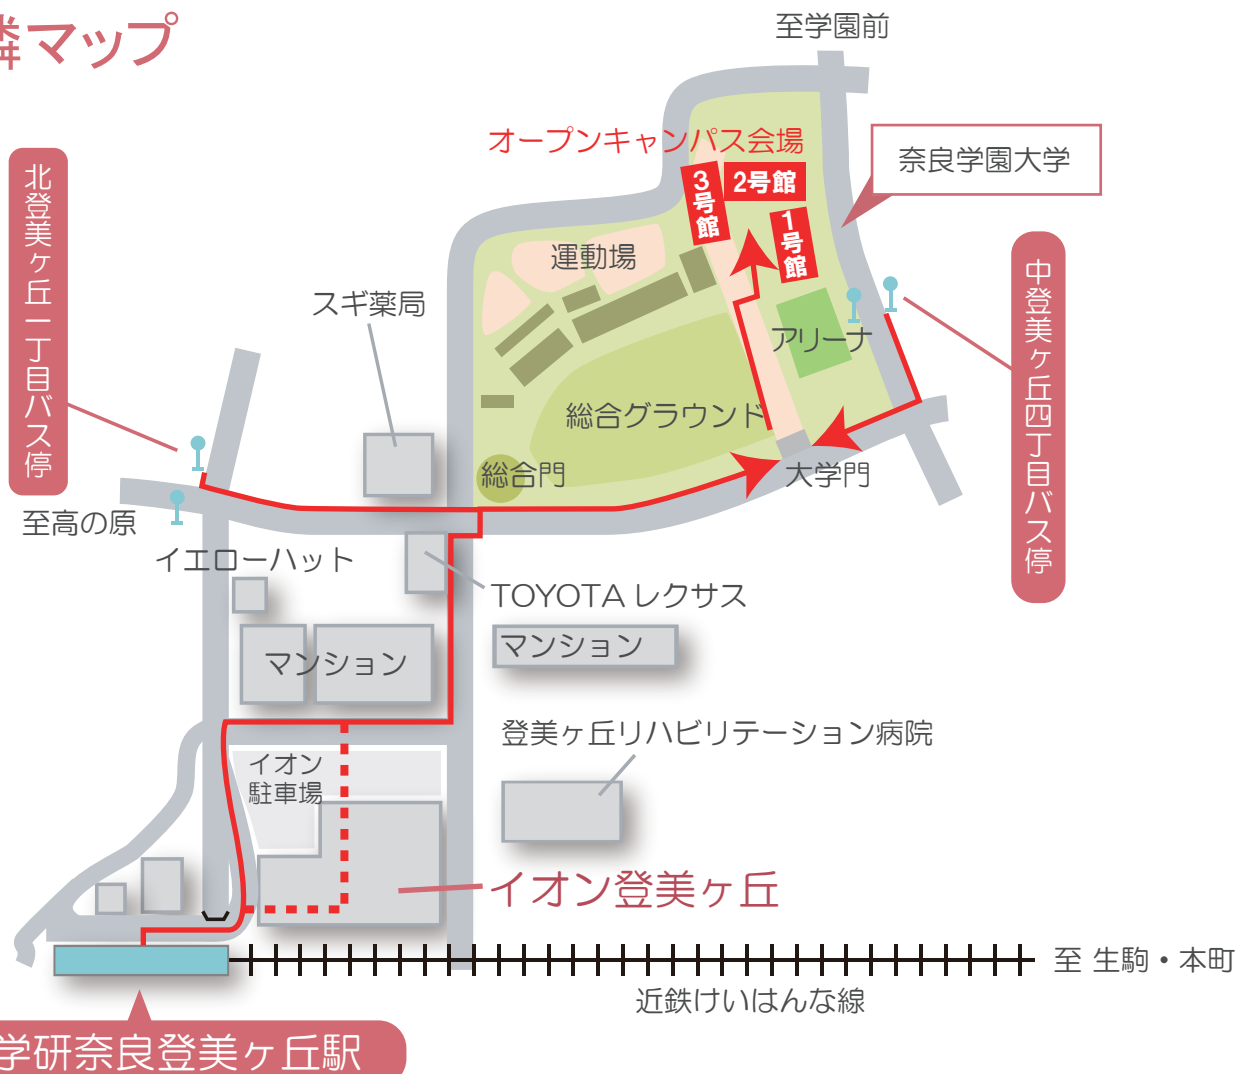 隣マップ
至学園前
オープンキャンパス会場
奈良学園大学
3号館
2号館
1号館
北登美ヶ丘一丁目バス停
運動場
中登美ヶ丘四丁目バス停
スギ薬局
アリーナ
総合グラウンド
総合門
大学門
至高の原
イエローハット
TOYOTAレクサス
マンション
マンション
登美ヶ丘リハビリテーション病院
イオン
駐車場
イオン登美ヶ丘
至 生駒・本町
近鉄けいはんな線
学研奈良登美ヶ丘駅